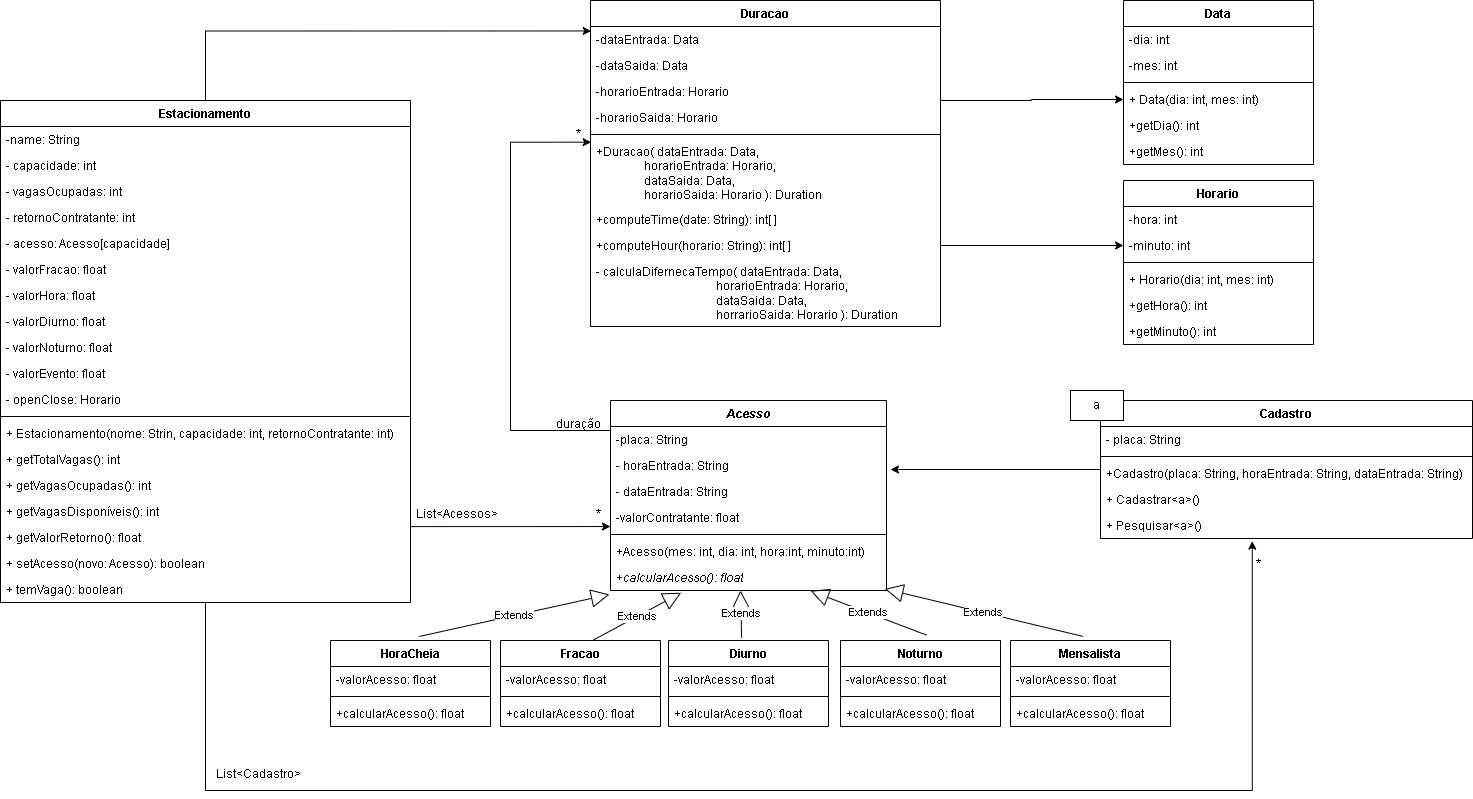 Duracao
-dataEntrada: Data
-dataSaida: Data
-horarioEntrada: Horario
-horarioSaida: Horario
+Duracao( dataEntrada: Data,
horarioEntrada: Horario,
dataSaida: Data,
horarioSaida: Horario ): Duration
+computeTime(date: String): int[ ]
+computeHour(horario: String): int[ ]
- calculaDifernecaTempo( dataEntrada: Data,
horarioEntrada: Horario,
dataSaida: Data,
horrarioSaida: Horario ): Duration
Data
-dia: int
-mes: int
+ Data(dia: int, mes: int)
+getDia(): int
+getMes(): int
Horario
-hora: int
-minuto: int
+ Horario(dia: int, mes: int)
+getHora(): int
+getMinuto(): int
Estacionamento
-name: String
- capacidade: int
- vagasOcupadas: int
- retornoContratante: int
- acesso: Acesso[capacidade]
- valorFracao: float
- valorHora: float
- valorDiurno: float
- valorNoturno: float
- valorEvento: float
- openClose: Horario
+ Estacionamento(nome: Strin, capacidade: int, retornoContratante: int)
+ getTotalVagas(): int
+ getVagasOcupadas(): int
+ getVagasDisponíveis(): int
+ getValorRetorno(): float
+ setAcesso(novo: Acesso): boolean
+ temVaga(): boolean
*
duração
List<Acessos>
*
Acesso
-placa: String
- horaEntrada: String
- dataEntrada: String
-valorContratante: float
+Acesso(mes: int, dia: int, hora:int, minuto:int)
+calcularAcesso(): float
a
Cadastro
- placa: String
+Cadastro(placa: String, horaEntrada: String, dataEntrada: String)
+ Cadastrar<a>()
+ Pesquisar<a>()
*
Extends
Extends
Extends
Extends
Extends
HoraCheia
-valorAcesso: float
+calcularAcesso(): float
Fracao
-valorAcesso: float
+calcularAcesso(): float
Diurno
-valorAcesso: float
+calcularAcesso(): float
Noturno
-valorAcesso: float
+calcularAcesso(): float
Mensalista
-valorAcesso: float
+calcularAcesso(): float
List<Cadastro>